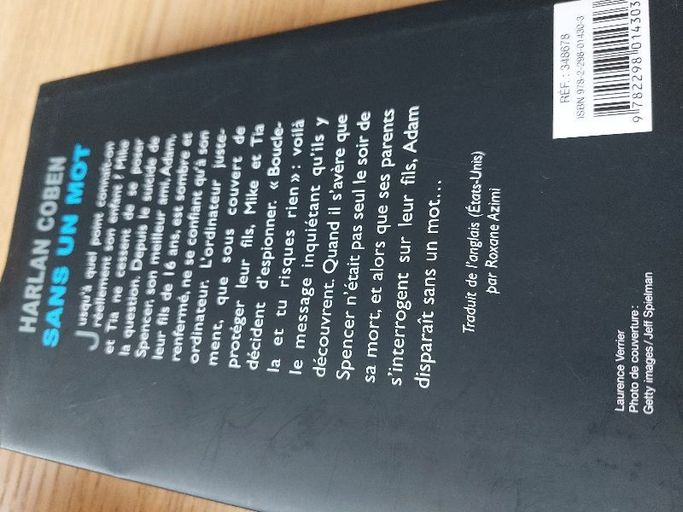 HARLAN COBEN
SANS UN MOT
Jusqu'à quel point connaît-on
réellement son enfant ? Mike
et Tia ne cessent de se poser
la question. Depuis le suicide de
Spencer, son meilleur ami, Adam,
leur fils de 16 ans, est sombre et
renfermé, ne se confiant qu'à son
ordinateur. L'ordinateur juste-
ment, que sous couvert de
protéger leur fils, Mike et Tia
décident d'espionner. « Boucle-
la et tu risques rien » : voilà
le message inquiétant qu'ils y
découvrent. Quand il s'avère que
Spencer n'était pas seul le soir de
sa mort, et alors que ses parents
s'interrogent sur leur fils, Adam
disparaît sans un mot...
Traduit de l'anglais (États-Unis)
par Roxane Azimi
Laurence Verrier
Photo de couverture :
Getty images / Jeff Spielman
RÉF. : 348678
ISBN 978-2-298-01430-3
9 782298 014303